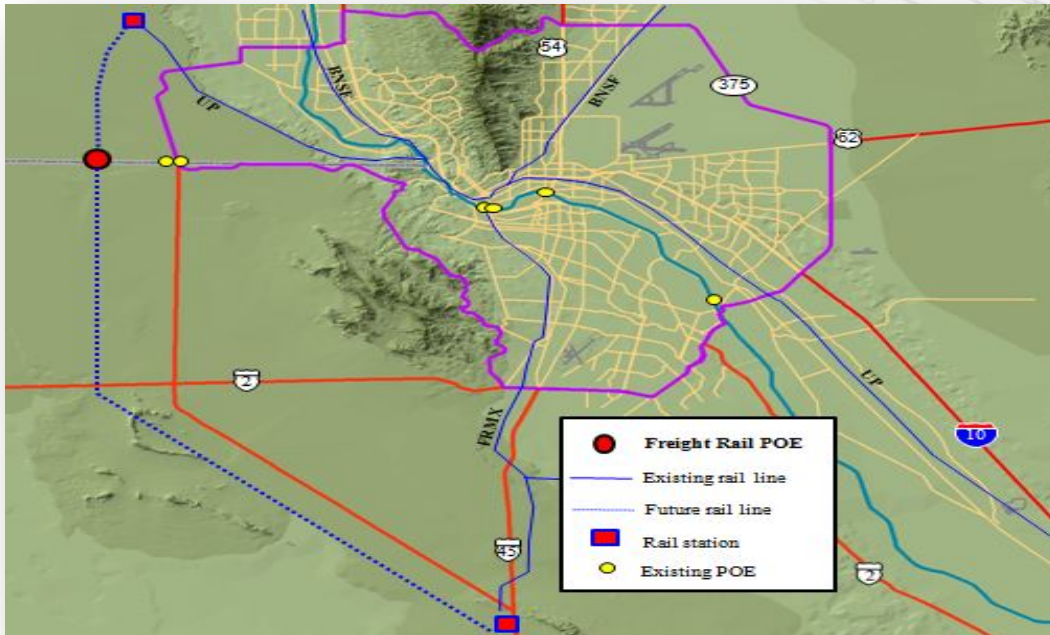 54
375
BNSF
BNSF
UP
62
2
UP
FRMX
10
45
2
Freight Rail POE
Existing rail line
Future rail line
Rail station
Existing POE